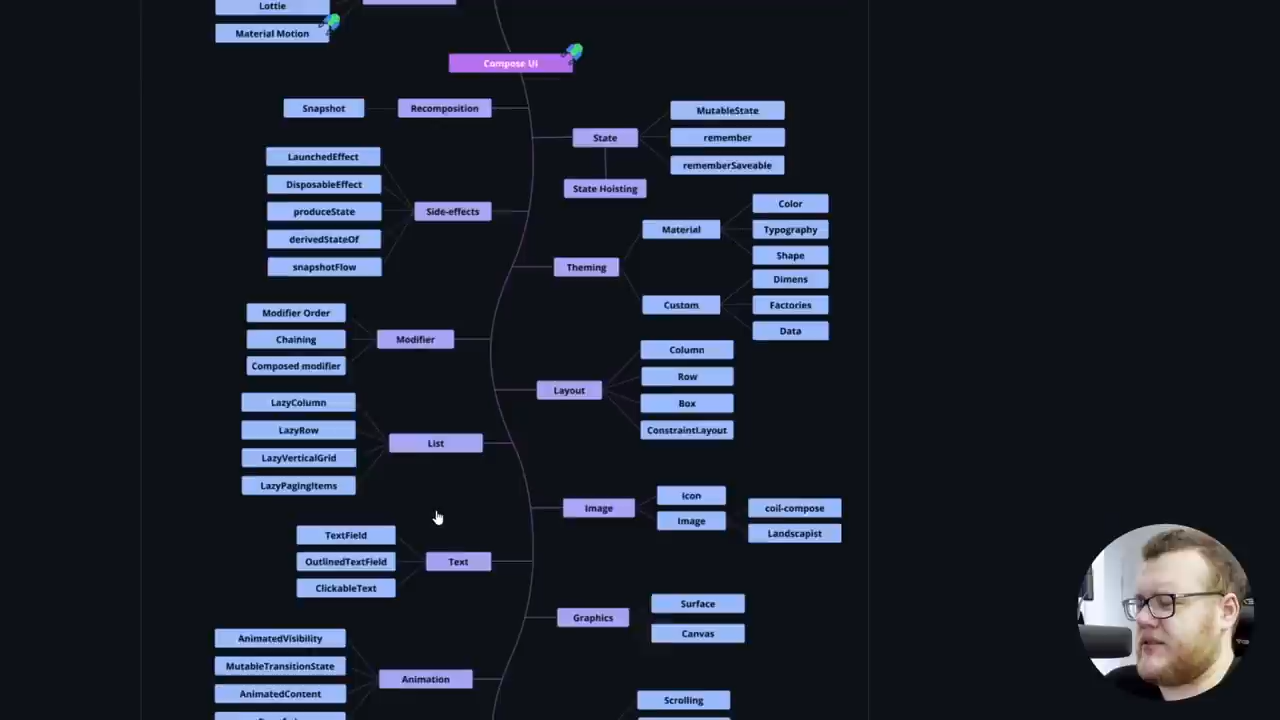 Lottie
Material Motion
Compose UI
Snapshot
Recomposition
State
MutableState
remember
rememberSaveable
State Hoisting
LaunchedEffect
DisposableEffect
produceState
derivedStateOf
snapshotFlow
Side-effects
Theming
Material
Color
Typography
Shape
Custom
Dimens
Factories
Data
Modifier Order
Chaining
Composed modifier
Modifier
Layout
Column
Row
Box
ConstraintLayout
LazyColumn
LazyRow
LazyVerticalGrid
LazyPagingItems
List
Image
icon
Image
coil-compose
Landscapist
TextField
OutlinedTextField
ClickableText
Text
Graphics
Surface
Canvas
AnimatedVisibility
MutableTransitionState
AnimatedContent
Animation
Scrolling